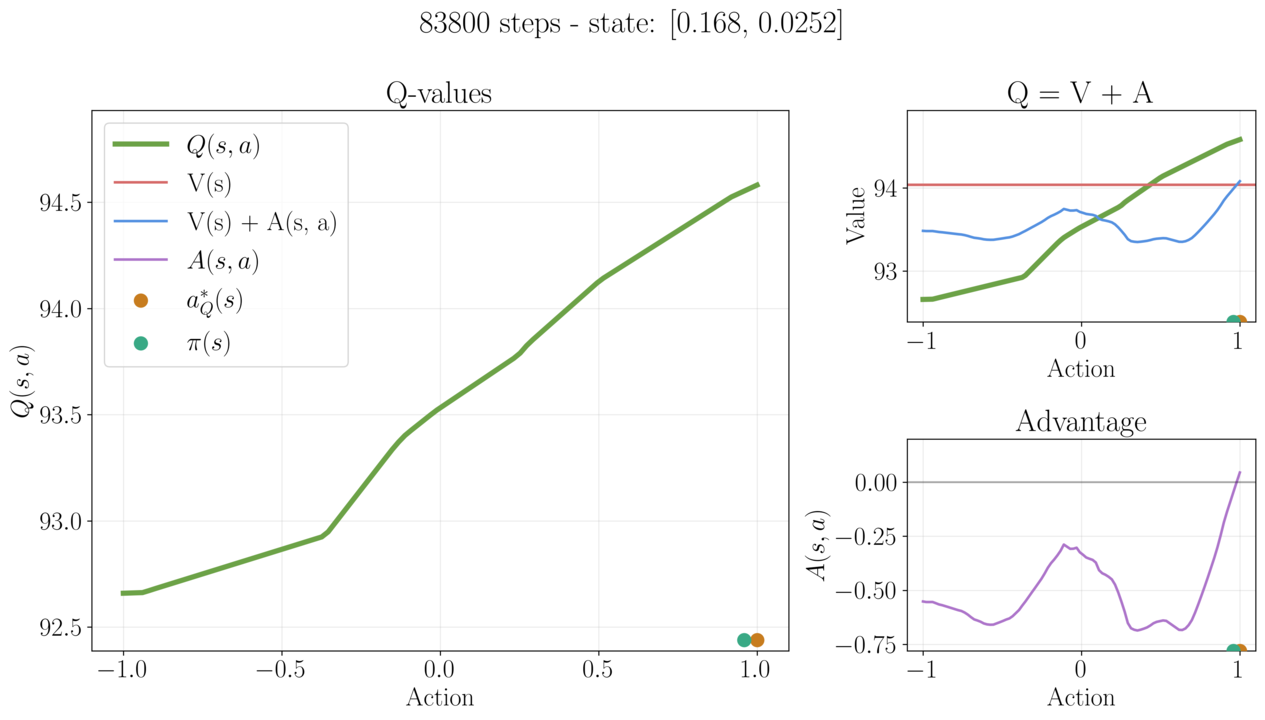 83800 steps - state: [0.168, 0.0252]
Q-values
Q(s, a)
V(s)
V(s) + A(s, a)
A(s, a)
a*Q(s)
π(s)
94.5
94.0
93.5
93.0
92.5
Q(s, a)
−1.0 −0.5 0.0 0.5 1.0
Action
Q = V + A
94
93
Value
−1 0 1
Action
Advantage
0.00
−0.25
−0.50
−0.75
A(s, a)
−1 0 1
Action